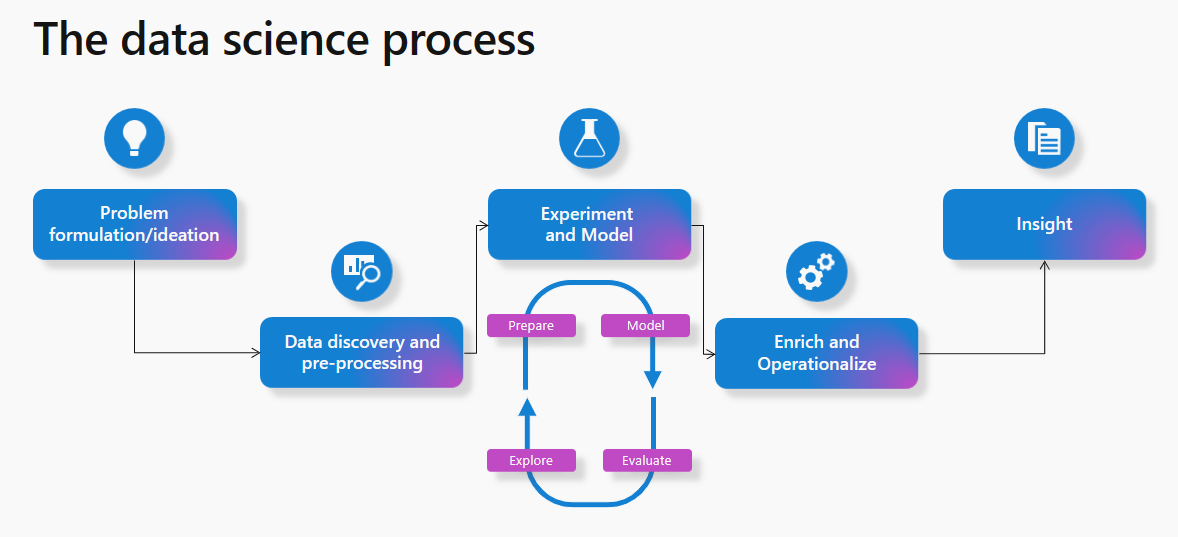 The data science process
Problem
formulation/ideation
Data discovery and
pre-processing
Experiment
and Model
Prepare
Model
Explore
Evaluate
Enrich and
Operationalize
Insight